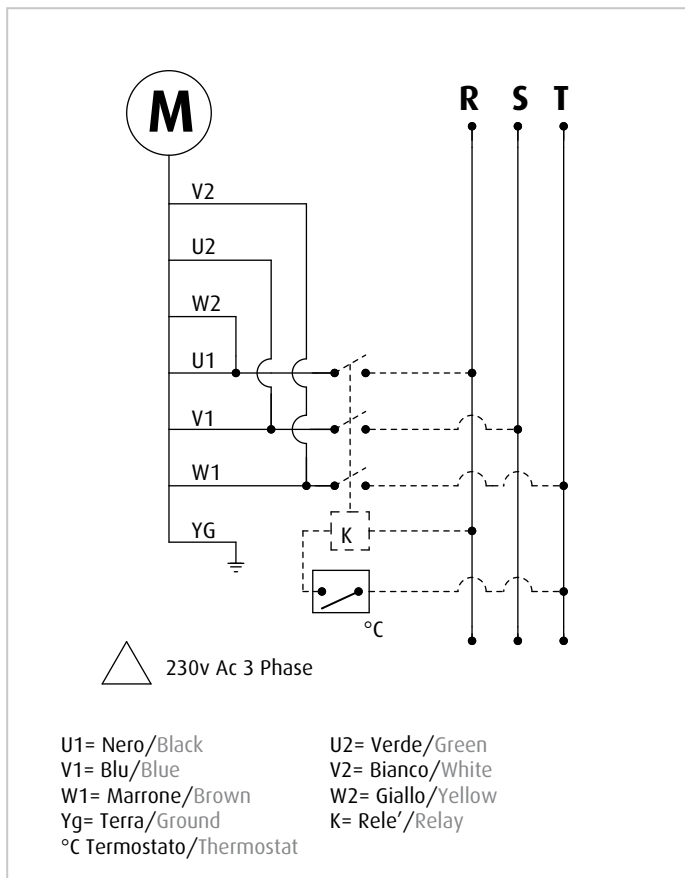 M
R S T
V2
U2
W2
U1
V1
W1
YG
K
°C
230v Ac 3 Phase
U1= Nero/Black
V1= Blu/Blue
W1= Marrone/Brown
Yg= Terra/Ground
°C Termostato/Thermostat
U2= Verde/Green
V2= Bianco/White
W2= Giallo/Yellow
K= Rele’/Relay